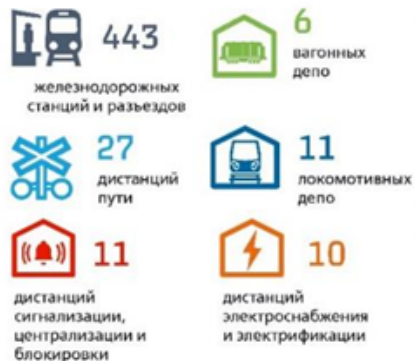 443
железнодорожных
станций и разъездов
6
вагонных
депо
27
дистанций
пути
11
локомотивных
депо
11
дистанций
сигнализации,
централизации и
блокировки
10
дистанций
электроснабжения
и электрификации